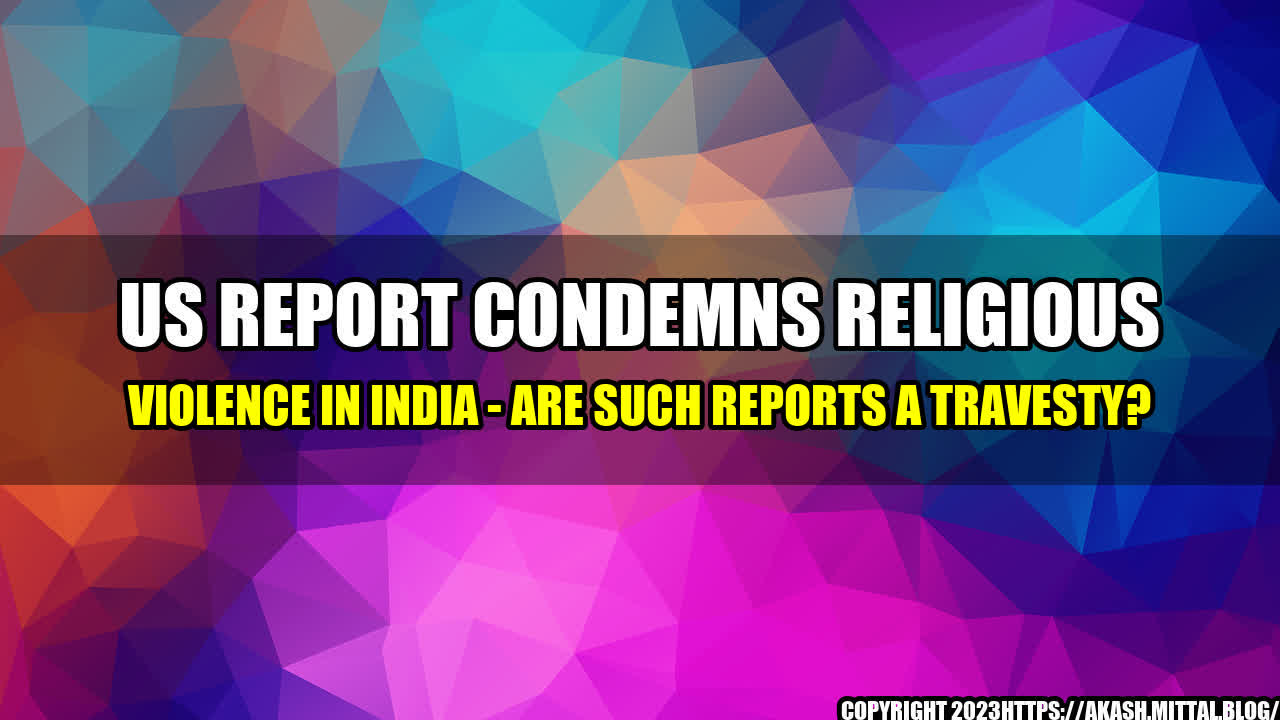 US REPORT CONDEMNS RELIGIOUS
VIOLENCE IN INDIA - ARE SUCH REPORTS A TRAVESTY?
COPYRIGHT 2023HTTPS://AKASH.MITTAL.BLOG/